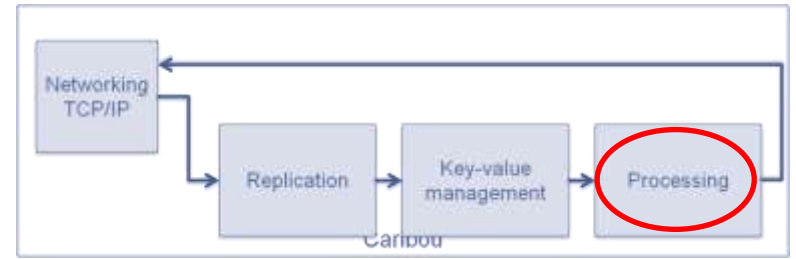 Networking
TCP/IP
Replication
Key-value
management
Processing
Caribou